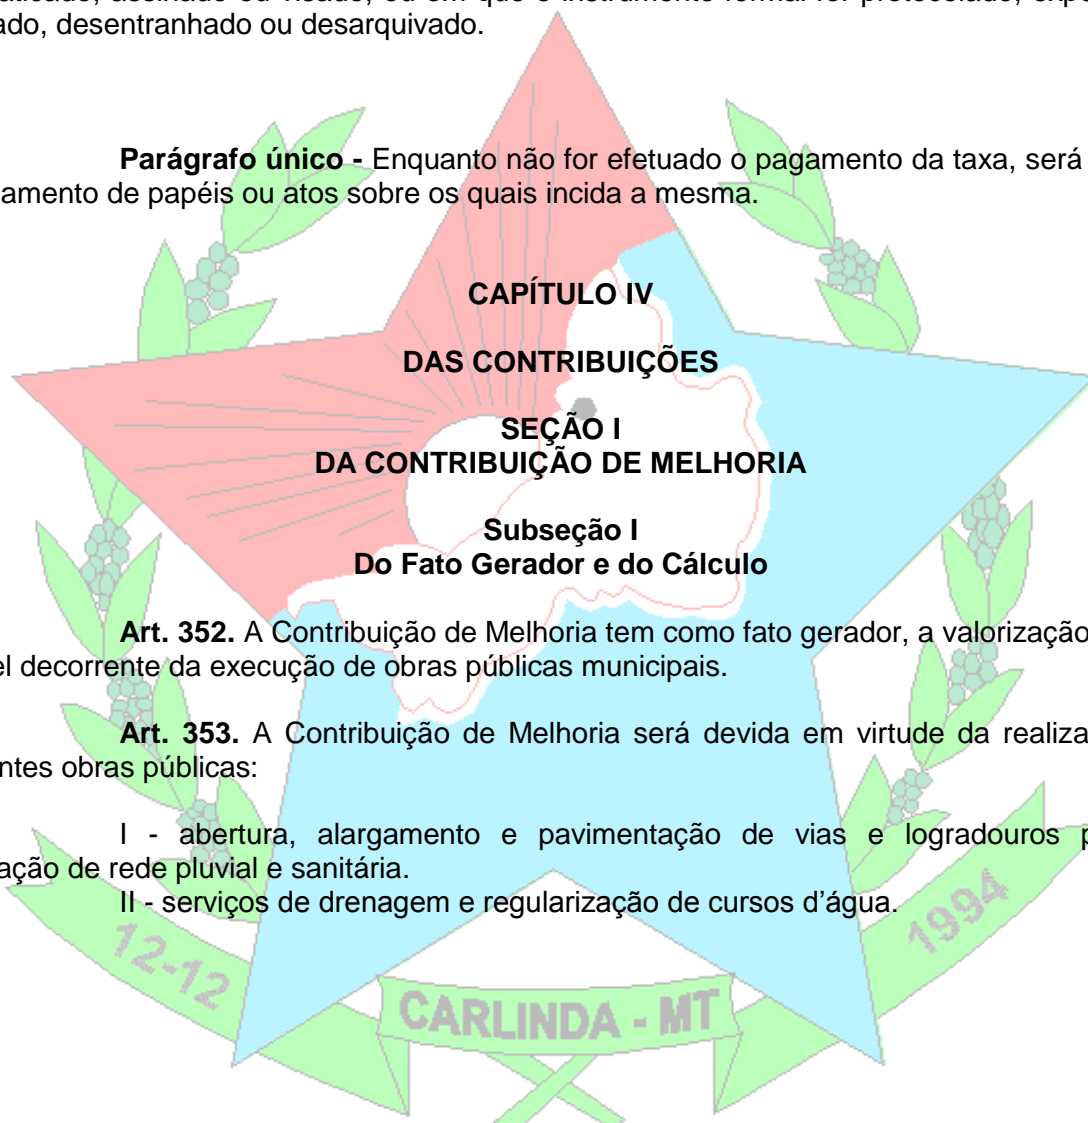 ado, desentranhado ou desarquivado.
Parágrafo único - Enquanto não for efetuado o pagamento da taxa, será
amento de papéis ou atos sobre os quais incida a mesma.
CAPÍTULO IV
DAS CONTRIBUIÇÕES
SEÇÃO I
DA CONTRIBUIÇÃO DE MELHORIA
Subseção I
Do Fato Gerador e do Cálculo
Art. 352. A Contribuição de Melhoria tem como fato gerador, a valorização
el decorrente da execução de obras públicas municipais.
Art. 353. A Contribuição de Melhoria será devida em virtude da realiza
ntes obras públicas:
I - abertura, alargamento e pavimentação de vias e logradouros p
ação de rede pluvial e sanitária.
II - serviços de drenagem e regularização de cursos d’água.
12-12
CARLINDA - MT
1994